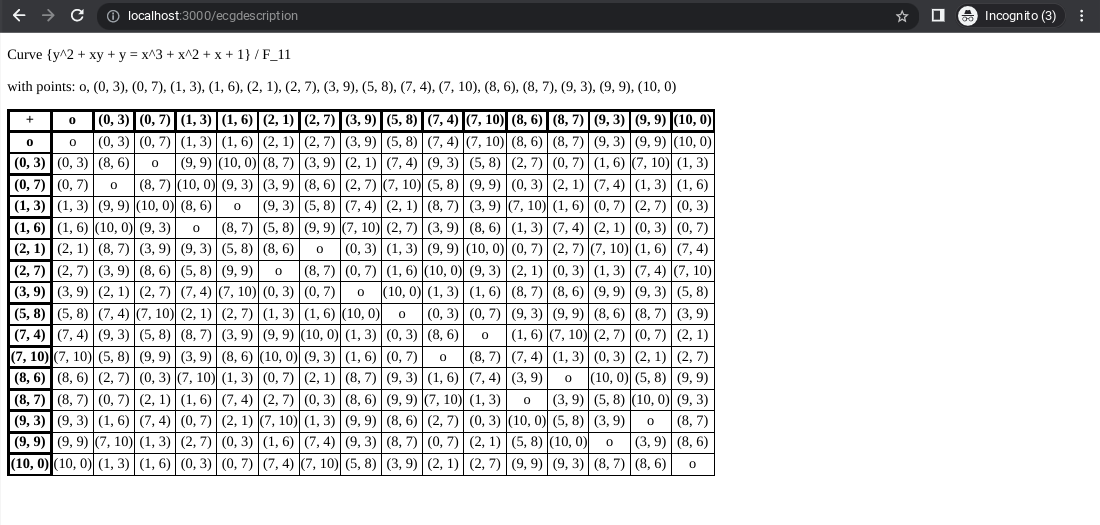 localhost:3000/ecgdescription Incognito (3)
Curve {y^2 + xy + y = x^3 + x^2 + x + 1} / F_11
with points: o, (0, 3), (0, 7), (1, 3), (1, 6), (2, 1), (2, 7), (3, 9), (5, 8), (7, 4), (7, 10), (8, 6), (8, 7), (9, 3), (9, 9), (10, 0)
+ o (0, 3) (0, 7) (1, 3) (1, 6) (2, 1) (2, 7) (3, 9) (5, 8) (7, 4) (7, 10) (8, 6) (8, 7) (9, 3) (9, 9) (10, 0)
o o (0, 3) (0, 7) (1, 3) (1, 6) (2, 1) (2, 7) (3, 9) (5, 8) (7, 4) (7, 10) (8, 6) (8, 7) (9, 3) (9, 9) (10, 0)
(0, 3) (0, 3) (8, 6) o (9, 9) (10, 0) (8, 7) (3, 9) (2, 1) (7, 4) (9, 3) (5, 8) (2, 7) (0, 7) (1, 6) (7, 10) (1, 3)
(0, 7) (0, 7) o (8, 7) (10, 0) (9, 3) (3, 9) (8, 6) (2, 7) (7, 10) (5, 8) (9, 9) (0, 3) (2, 1) (7, 4) (1, 3) (1, 6)
(1, 3) (1, 3) (9, 9) (10, 0) (8, 6) o (9, 3) (5, 8) (7, 4) (2, 1) (8, 7) (3, 9) (7, 10) (1, 6) (0, 7) (2, 7) (0, 3)
(1, 6) (1, 6) (10, 0) (9, 3) o (8, 7) (5, 8) (9, 9) (7, 10) (2, 7) (3, 9) (8, 6) (1, 3) (7, 4) (2, 1) (0, 3) (0, 7)
(2, 1) (2, 1) (8, 7) (3, 9) (9, 3) (5, 8) (8, 6) o (0, 3) (1, 3) (9, 9) (10, 0) (0, 7) (2, 7) (7, 10) (1, 6) (7, 4)
(2, 7) (2, 7) (3, 9) (8, 6) (5, 8) (9, 9) o (8, 7) (0, 7) (1, 6) (10, 0) (9, 3) (2, 1) (0, 3) (1, 3) (7, 4) (7, 10)
(3, 9) (3, 9) (2, 1) (2, 7) (7, 4) (7, 10) (0, 3) (0, 7) o (10, 0) (1, 3) (1, 6) (8, 7) (8, 6) (9, 9) (9, 3) (5, 8)
(5, 8) (5, 8) (7, 4) (7, 10) (2, 1) (2, 7) (1, 3) (1, 6) (10, 0) o (0, 3) (0, 7) (9, 3) (9, 9) (8, 6) (8, 7) (3, 9)
(7, 4) (7, 4) (9, 3) (5, 8) (8, 7) (3, 9) (9, 9) (10, 0) (1, 3) (0, 3) (8, 6) o (1, 6) (7, 10) (2, 7) (0, 7) (2, 1)
(7, 10) (7, 10) (5, 8) (9, 9) (3, 9) (8, 6) (10, 0) (9, 3) (1, 6) (0, 7) o (8, 7) (7, 4) (1, 3) (0, 3) (2, 1) (2, 7)
(8, 6) (8, 6) (2, 7) (0, 3) (7, 10) (1, 3) (0, 7) (2, 1) (8, 7) (9, 3) (1, 6) (7, 4) (3, 9) o (10, 0) (5, 8) (9, 9)
(8, 7) (8, 7) (0, 7) (2, 1) (1, 6) (7, 4) (2, 7) (0, 3) (8, 6) (9, 9) (7, 10) (1, 3) o (3, 9) (5, 8) (10, 0) (9, 3)
(9, 3) (9, 3) (1, 6) (7, 4) (0, 7) (2, 1) (7, 10) (1, 3) (9, 9) (8, 6) (2, 7) (0, 3) (10, 0) (5, 8) (3, 9) o (8, 7)
(9, 9) (9, 9) (7, 10) (1, 3) (2, 7) (0, 3) (1, 6) (7, 4) (9, 3) (8, 7) (0, 7) (2, 1) (5, 8) (10, 0) o (3, 9) (8, 6)
(10, 0) (10, 0) (1, 3) (1, 6) (0, 3) (0, 7) (7, 4) (7, 10) (5, 8) (3, 9) (2, 1) (2, 7) (9, 9) (9, 3) (8, 7) (8, 6) o